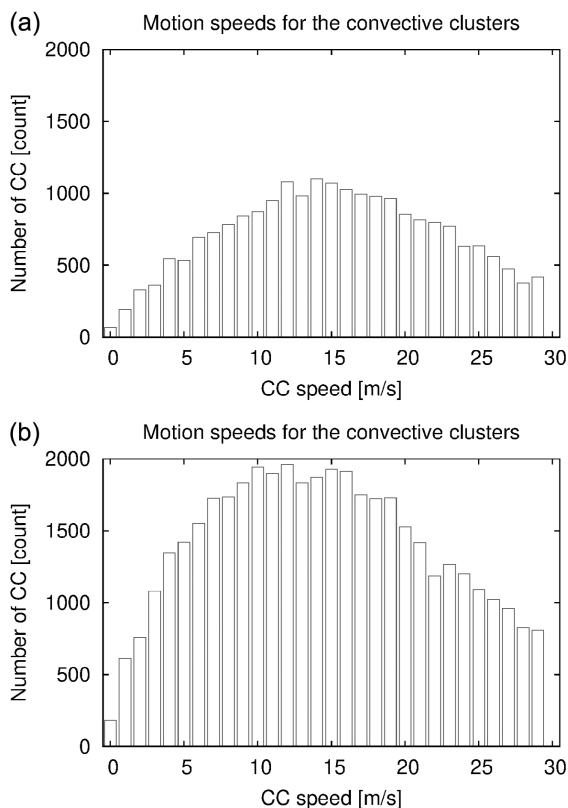 (a) Motion speeds for the convective clusters
2000
1500
1000
500
0
Number of CC [count]
0 5 10 15 20 25 30
CC speed [m/s]
(b) Motion speeds for the convective clusters
2000
1500
1000
500
0
Number of CC [count]
0 5 10 15 20 25 30
CC speed [m/s]